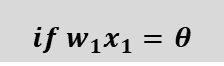 if w₁x₁ = θ